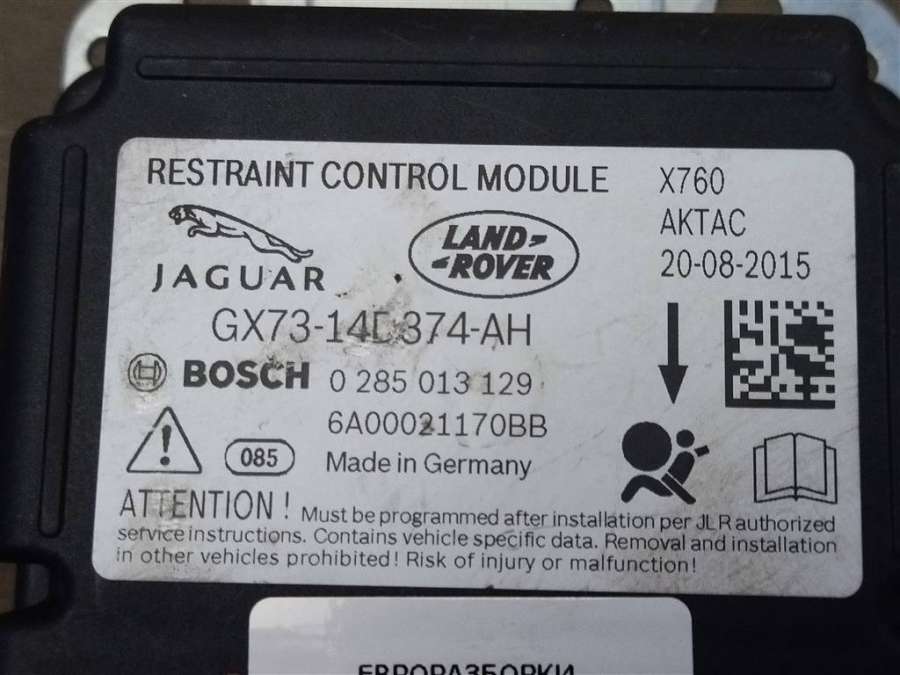 RESTRAINT CONTROL MODULE X760
AKTAC
20-08-2015
JAGUAR
LAND-
-ROVER
GX73-14D374-AH
BOSCH 0 285 013 129
6A00021170BB
085
Made in Germany
ATTENTION ! Must be programmed after installation per JLR authorized
service instructions. Contains vehicle specific data. Removal and installation
in other vehicles prohibited! Risk of injury or malfunction!
ЕВРОРАЗБОРКИ